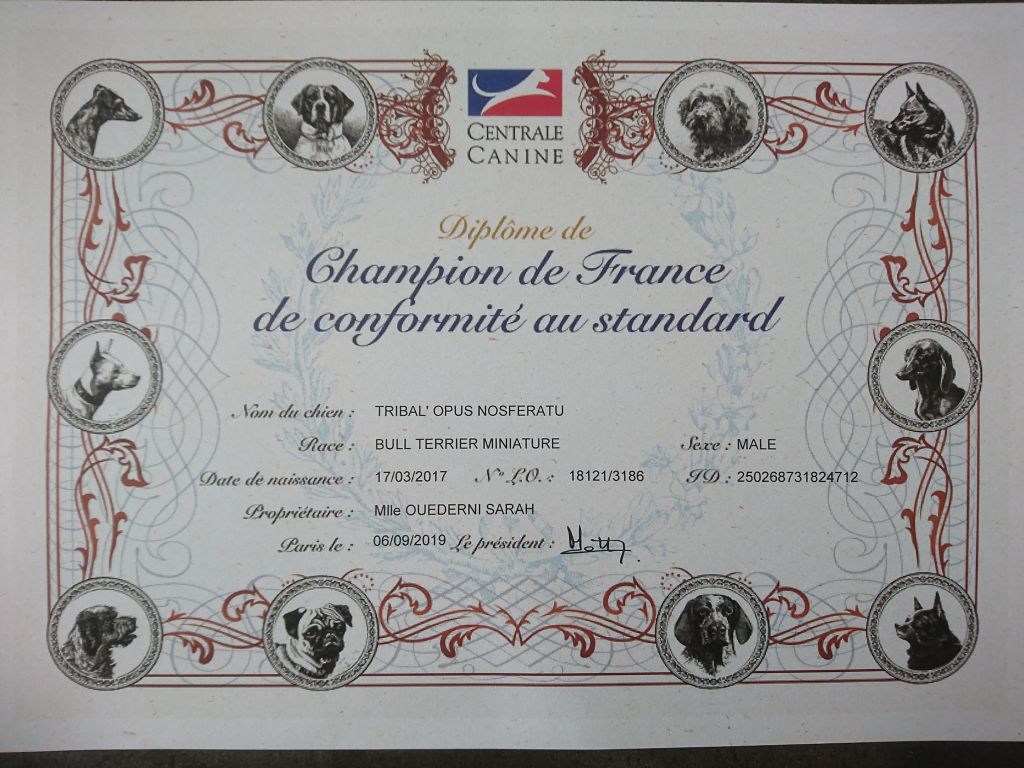 CENTRALE
CANINE
Diplôme de
Champion de France
de conformité au standard
Nom du chien : TRIBAL' OPUS NOSFERATU
Race : BULL TERRIER MINIATURE Sexe : MALE
Date de naissance : 17/03/2017 N° L.O. : 18121/3186 ID : 250268731824712
Propriétaire : Mlle OUEDERNI SARAH
Paris le : 06/09/2019 Le président :